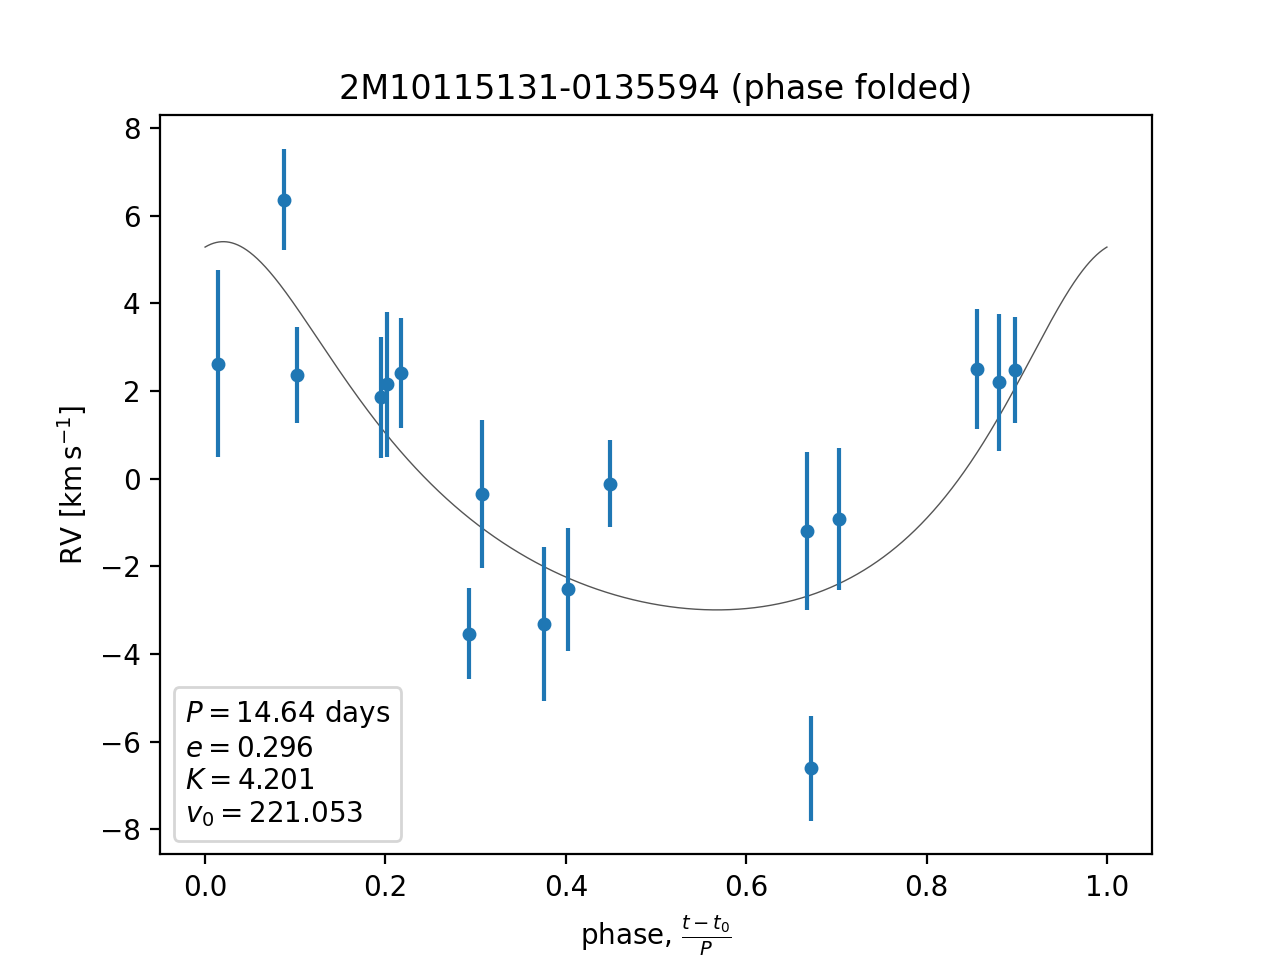 2M10115131-0135594 (phase folded)
8
6
4
2
0
−2
−4
−6
−8
RV [km s⁻¹]
P = 14.64 days
e = 0.296
K = 4.201
v₀ = 221.053
0.0 0.2 0.4 0.6 0.8 1.0
phase, (t − t₀)/P